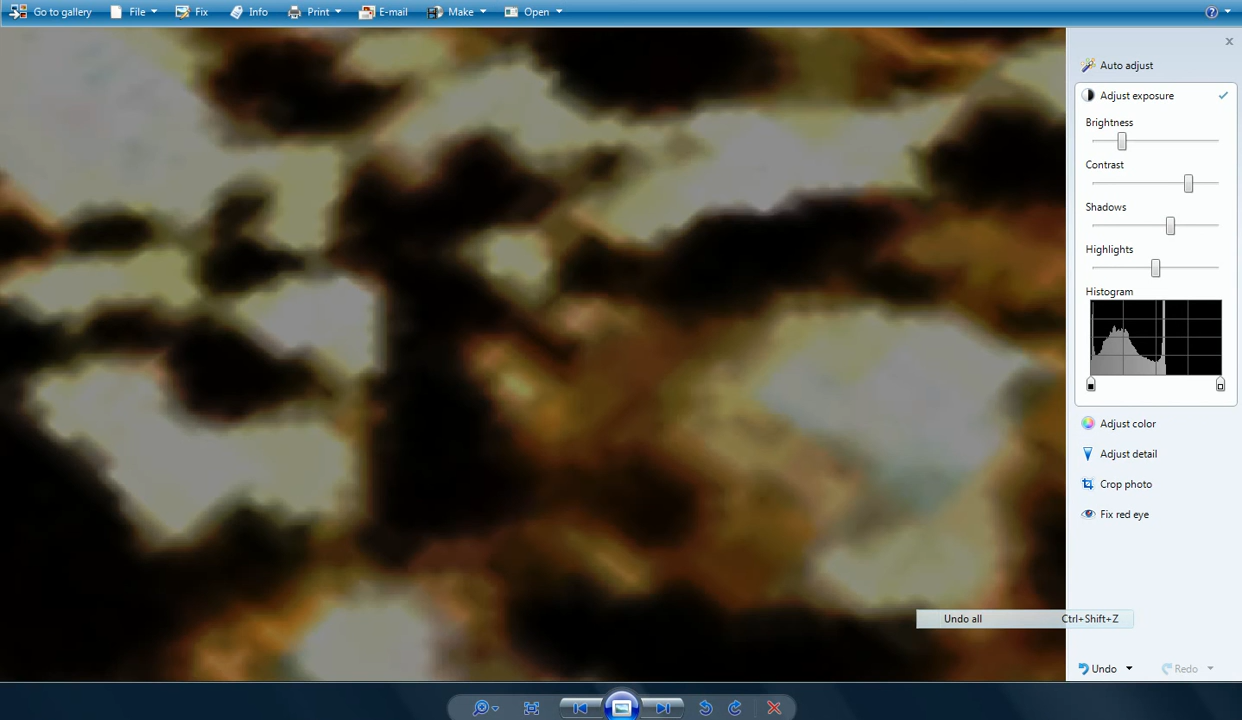 Go to gallery File Fix Info Print E-mail Make Open ?
Auto adjust
Adjust exposure
Brightness
Contrast
Shadows
Highlights
Histogram
Adjust color
Adjust detail
Crop photo
Fix red eye
Undo all Ctrl+Shift+Z
Undo Redo